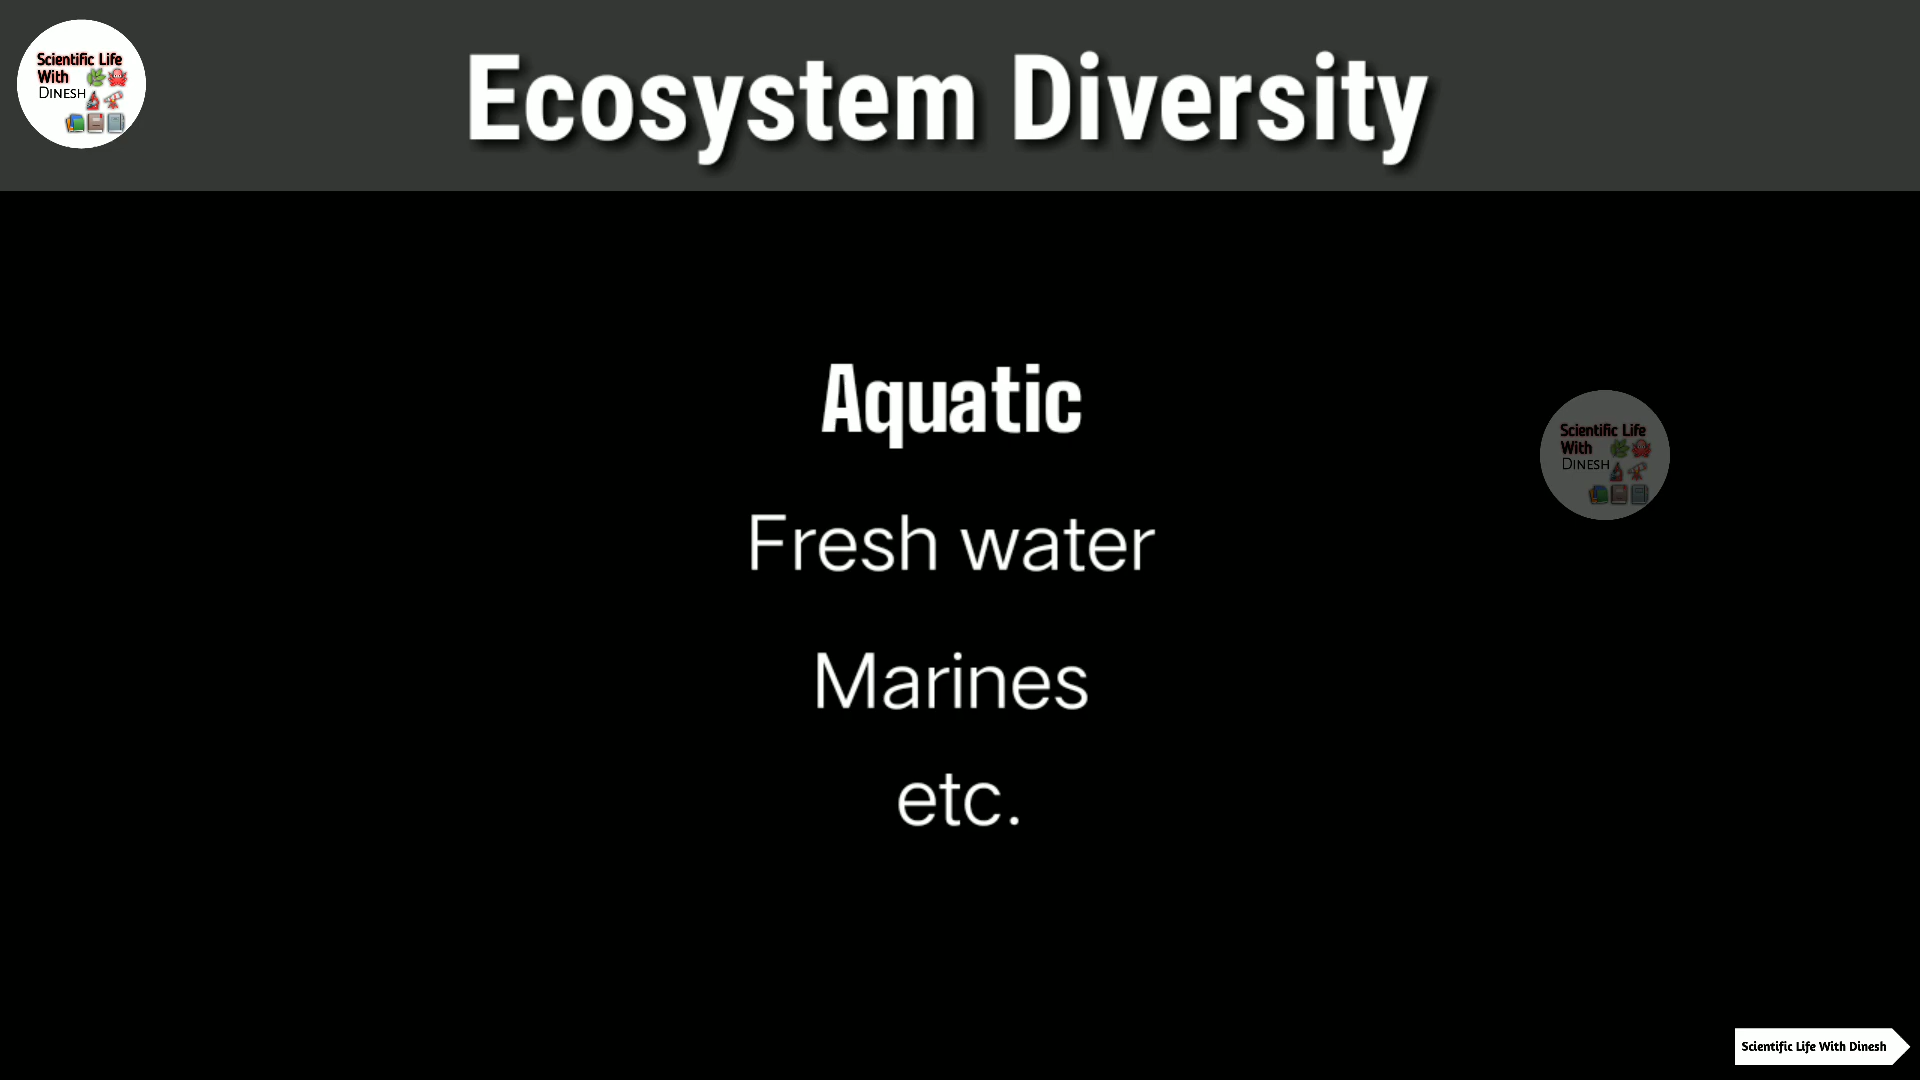 Scientific Life
With
DINESH
Ecosystem Diversity
Aquatic
Fresh water
Marines
etc.
Scientific Life
With
DINESH
Scientific Life With Dinesh